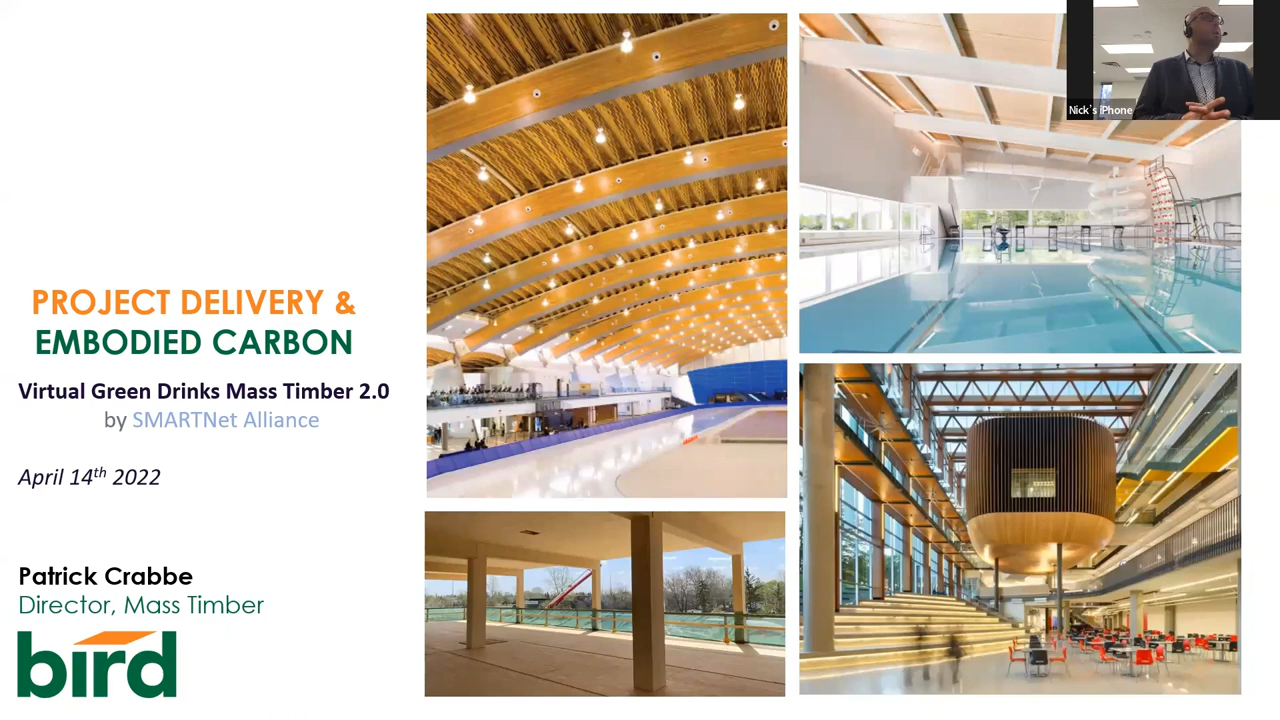 PROJECT DELIVERY &
EMBODIED CARBON
Virtual Green Drinks Mass Timber 2.0
by SMARTNet Alliance
April 14th 2022
Patrick Crabbe
Director, Mass Timber
bird
Nick's iPhone